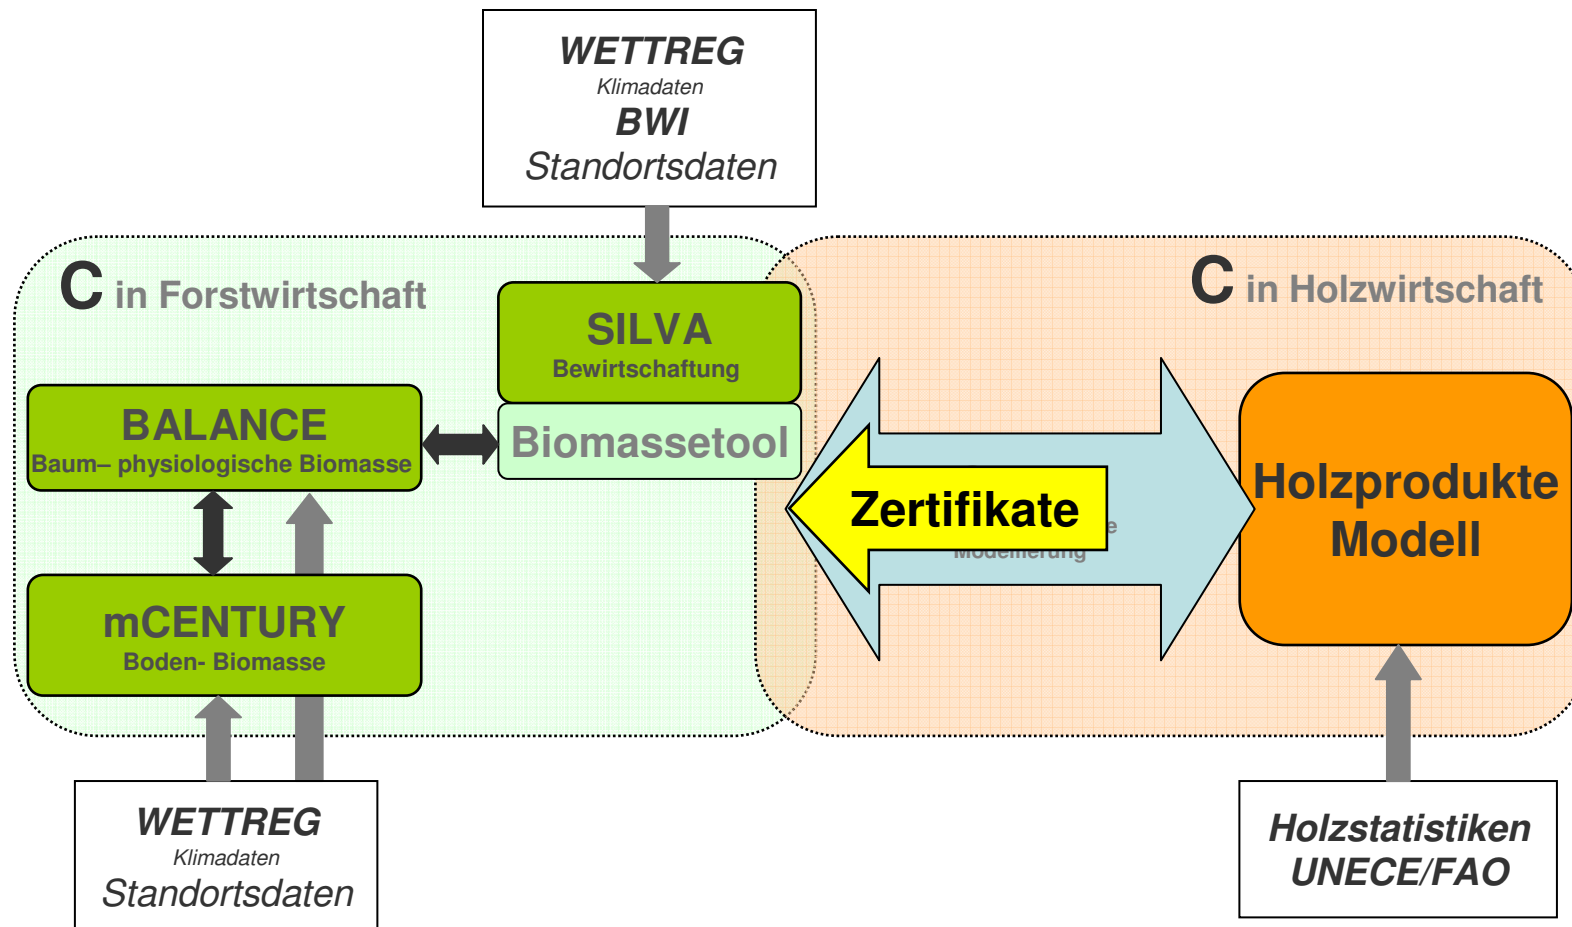 WETTREG
Klimadaten
BWI
Standortsdaten
C in Forstwirtschaft
C in Holzwirtschaft
SILVA
Bewirtschaftung
Biomassetool
BALANCE
Baum– physiologische Biomasse
mCENTURY
Boden- Biomasse
Zertifikate
Modellierung
Holzprodukte
Modell
WETTREG
Klimadaten
Standortsdaten
Holzstatistiken
UNECE/FAO